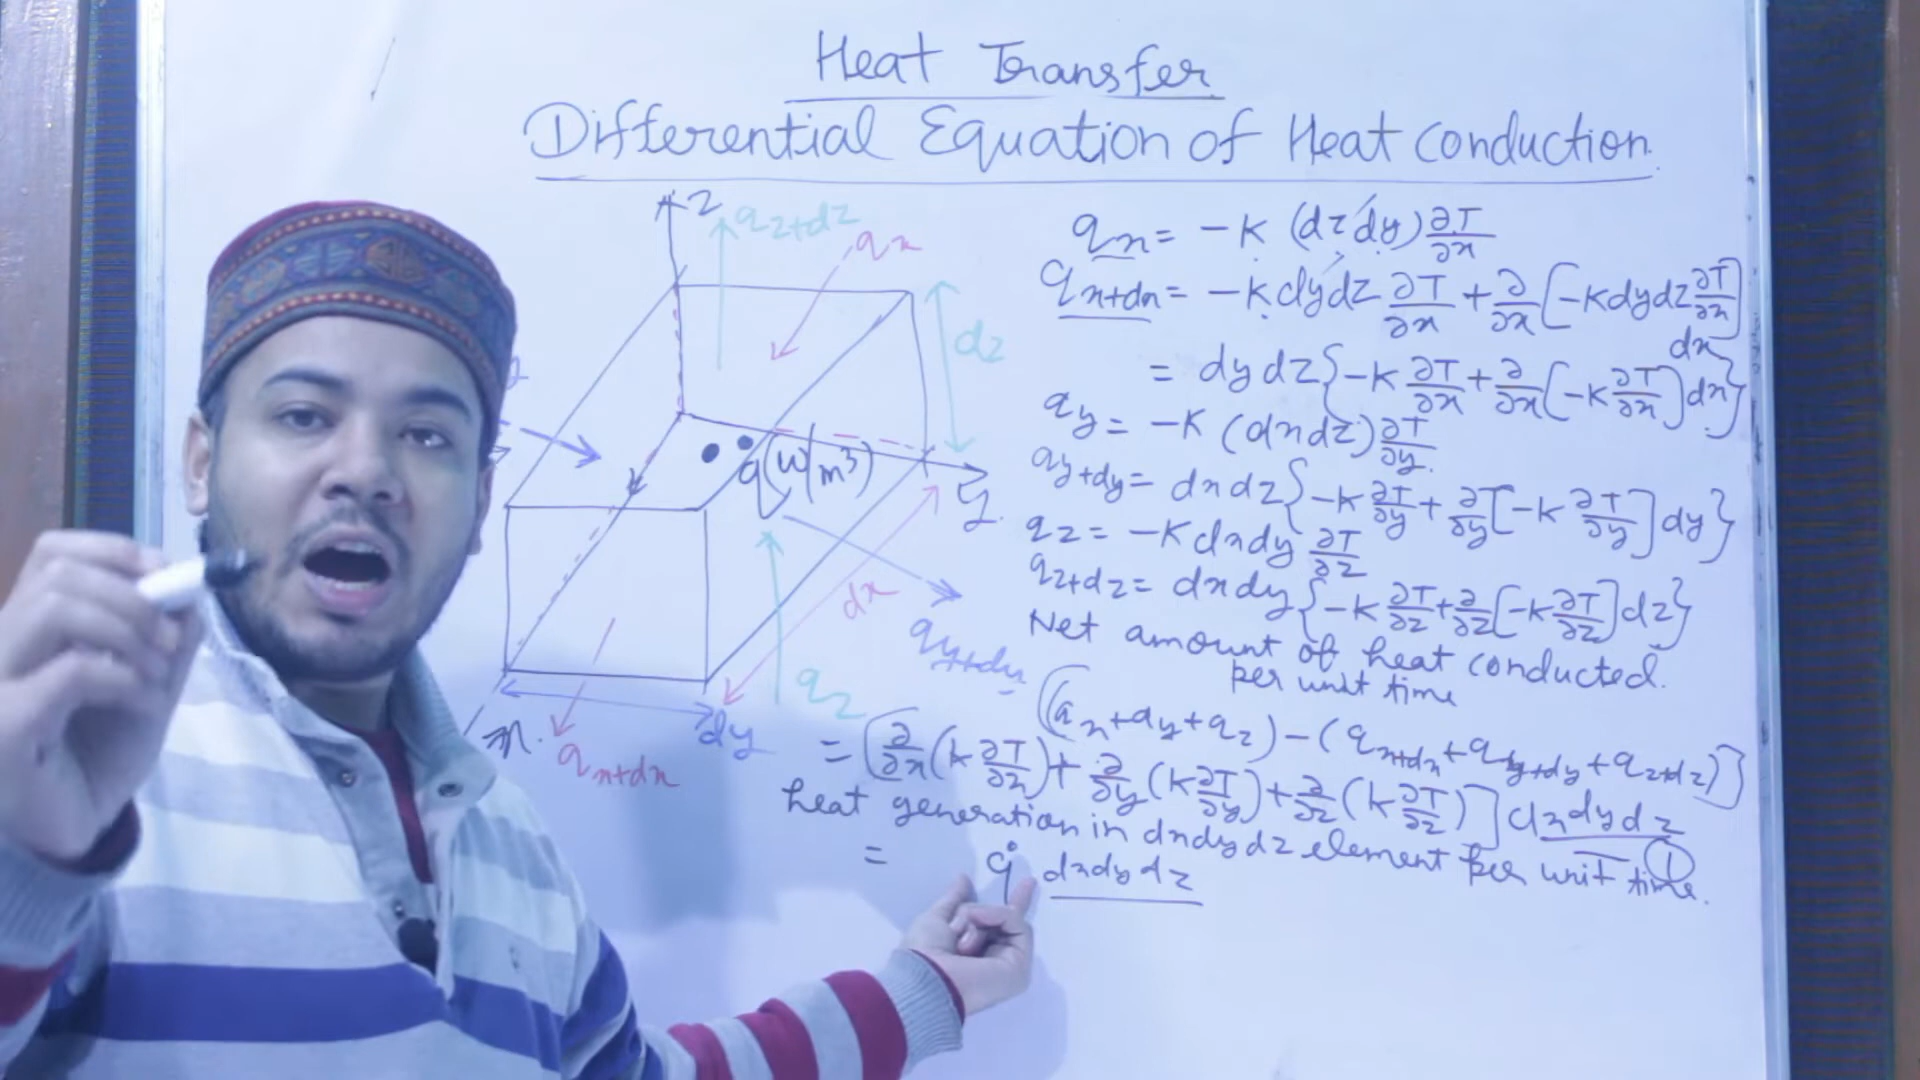 Heat Transfer
Differential Equation of Heat conduction.
z
qz+dz
qx
dz
q(W/m³)
y
dx
qy+dy
qz
dy
x.
qx+dx
qx = -K (dz dy) ∂T/∂x
qx+dx = -K dy dz ∂T/∂x + ∂/∂x [-K dy dz ∂T/∂x] dx
= dy dz {-K ∂T/∂x + ∂/∂x [-K ∂T/∂x] dx}
qy = -K (dx dz) ∂T/∂y.
qy+dy = dx dz {-K ∂T/∂y + ∂T/∂y [-K ∂T/∂y] dy}
qz = -K dx dy ∂T/∂z
qz+dz = dx dy {-K ∂T/∂z + ∂/∂z [-K ∂T/∂z] dz}
Net amount of heat conducted.
per unit time
[(qx + qy + qz) - (qx+dx + qy+dy + qz+dz)]
= [∂/∂x (K ∂T/∂x) + ∂/∂y (K ∂T/∂y) + ∂/∂z (K ∂T/∂z)] dx dy dz
1
heat generation in dx dy dz element per unit time.
= q̇ dx dy dz